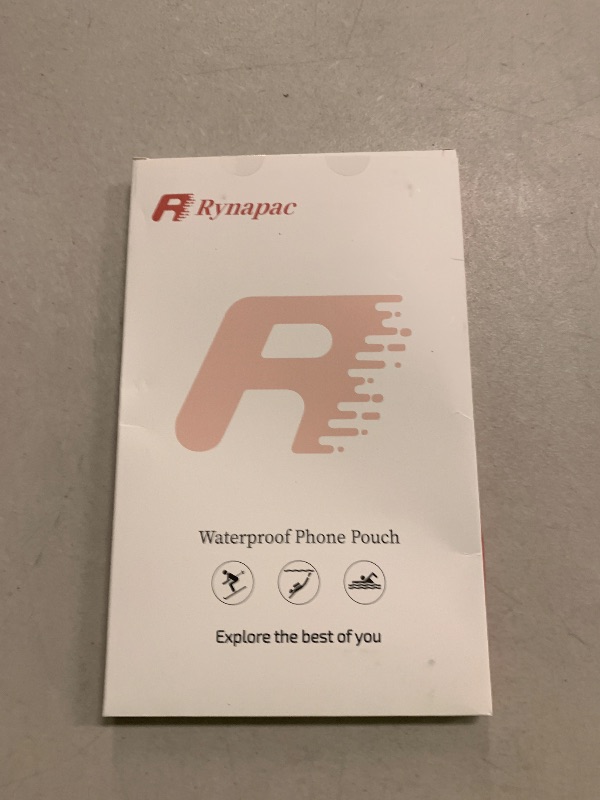 Rynapac
Waterproof Phone Pouch
Explore the best of you